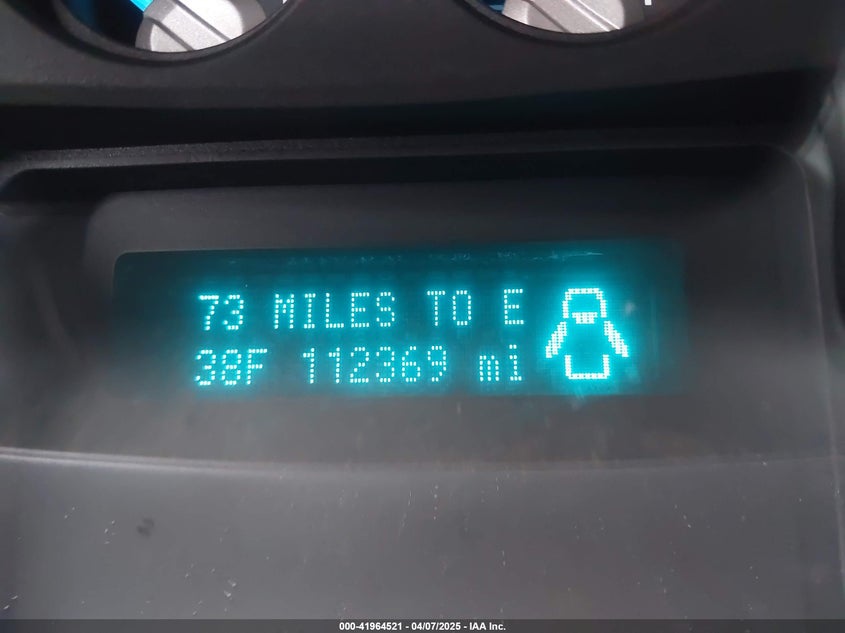 73 MILES TO E
38F 112369 mi
000-41964521 - 04/07/2025 - IAA Inc.